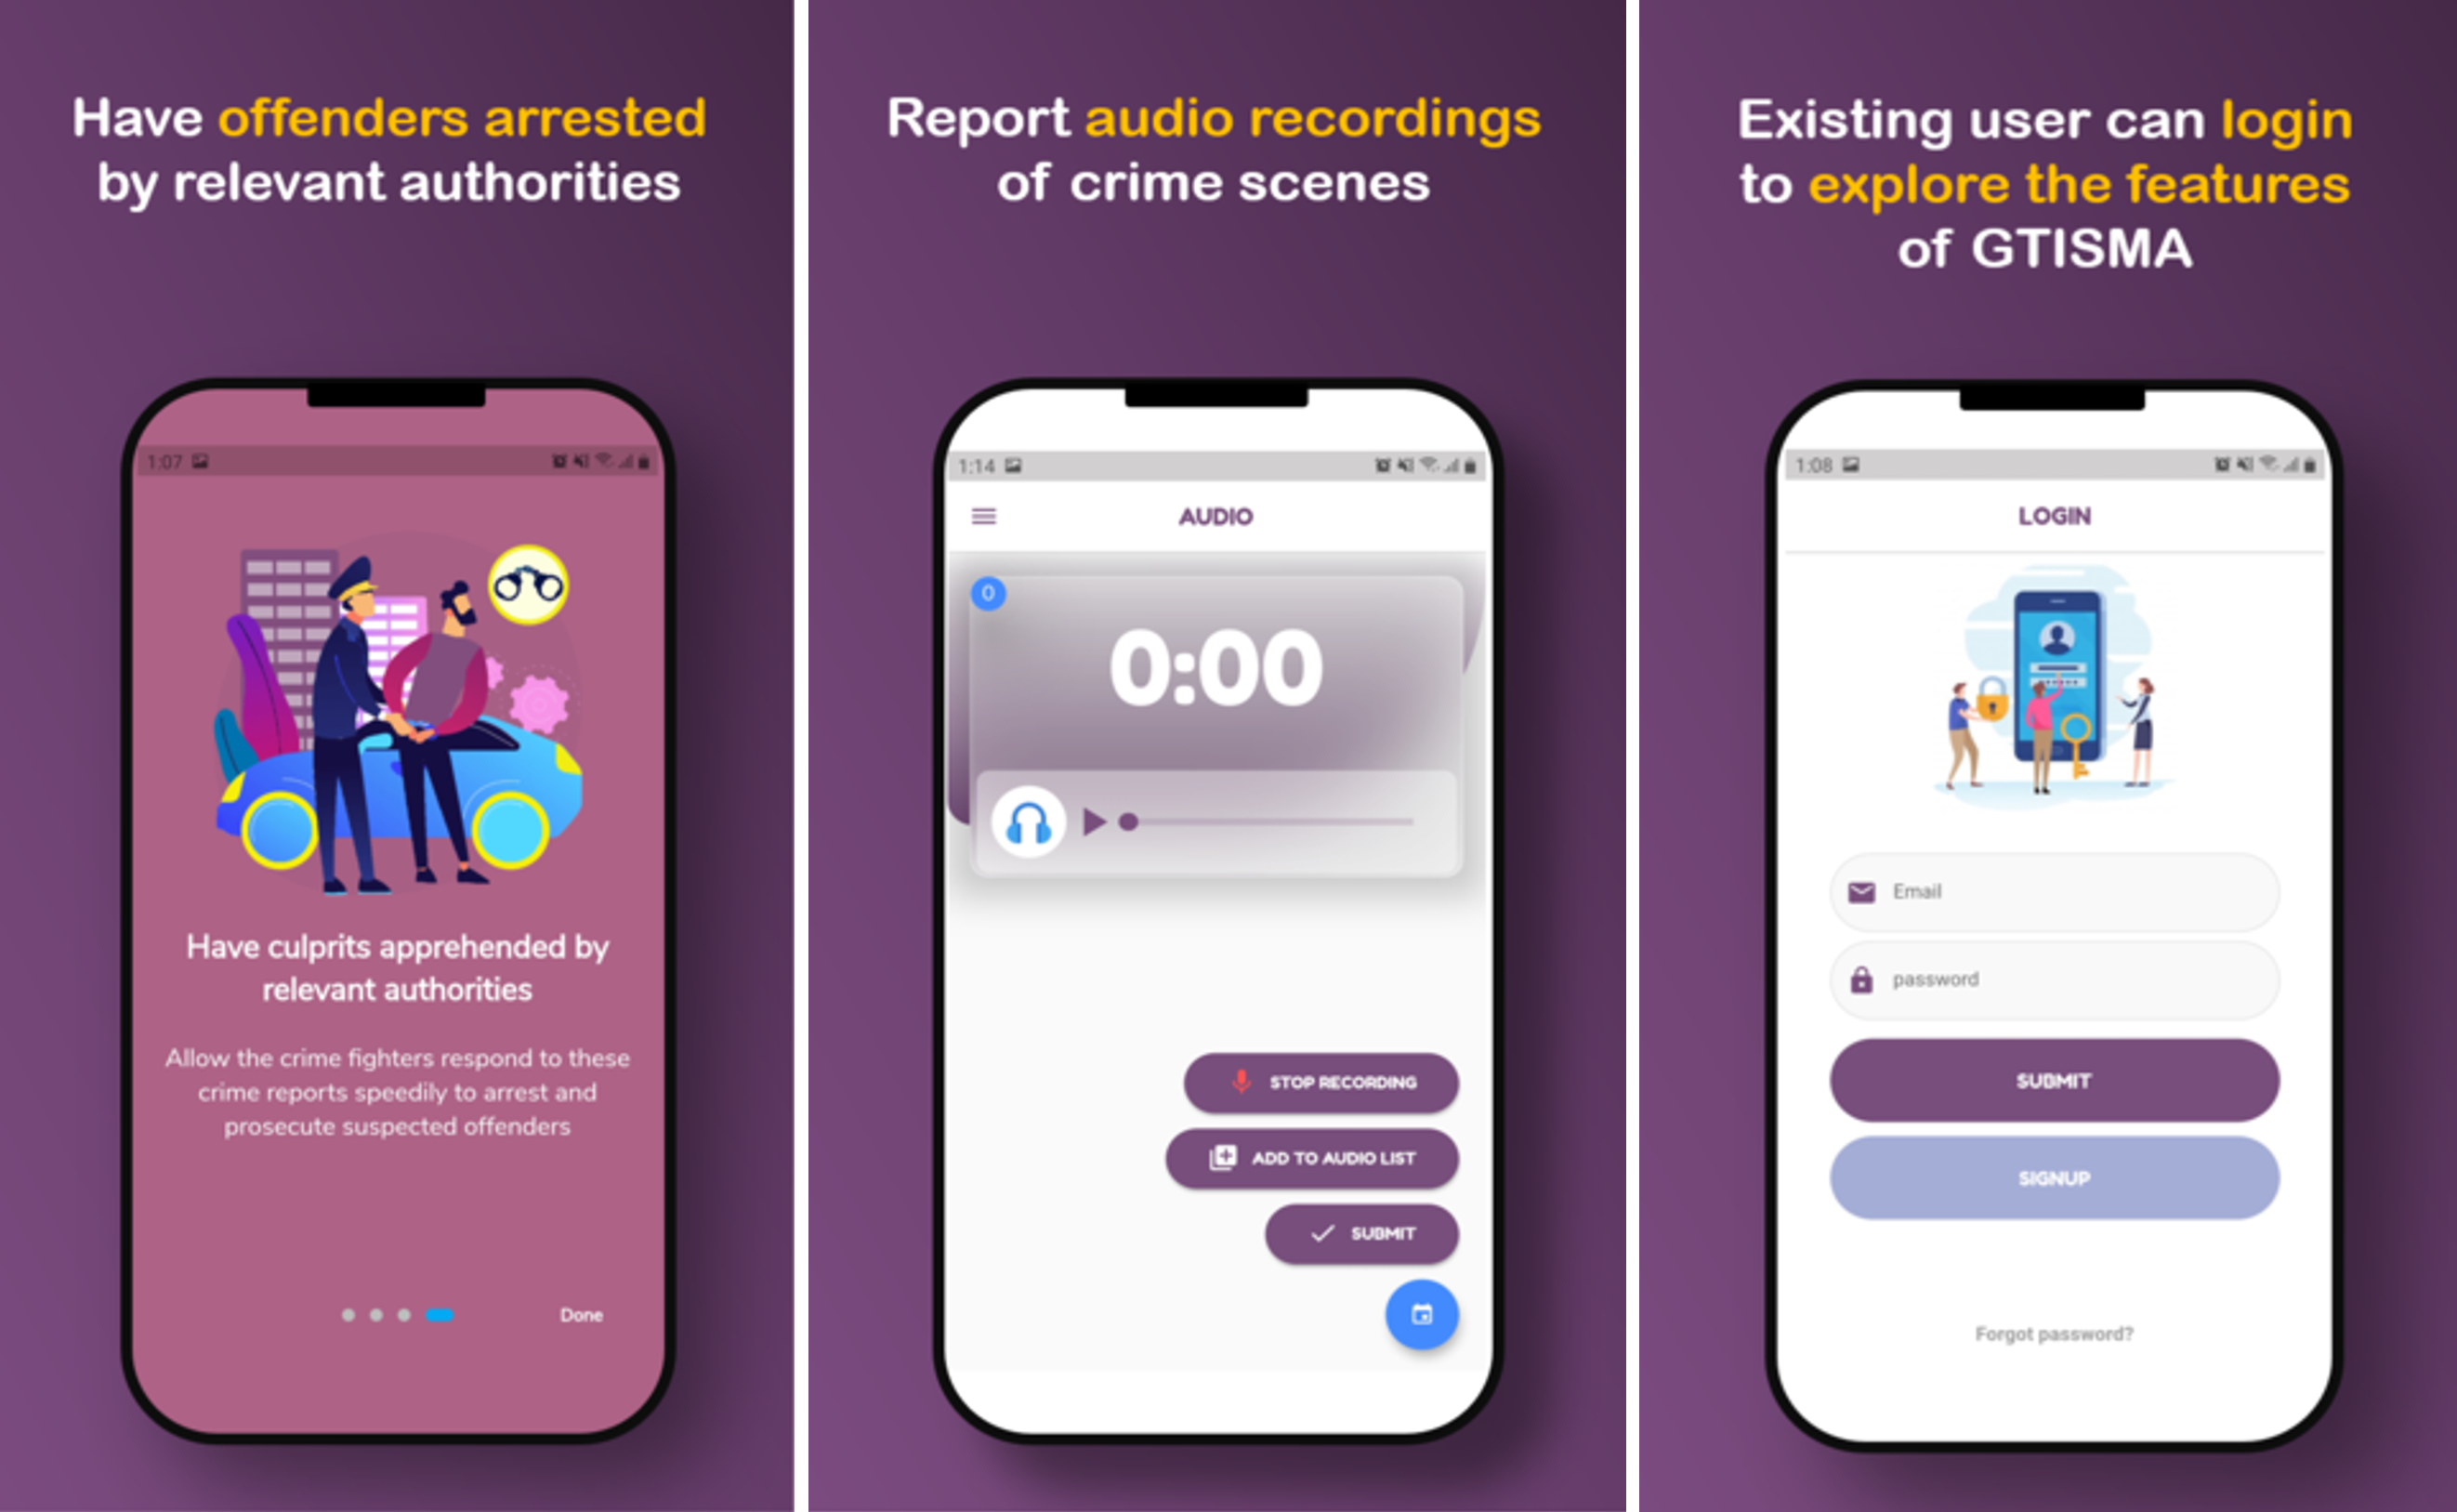 Have offenders arrested
by relevant authorities
1:07
Have culprits apprehended by
relevant authorities
Allow the crime fighters respond to these
crime reports speedily to arrest and
prosecute suspected offenders
Done
Report audio recordings
of crime scenes
1:14
AUDIO
0
0:00
STOP RECORDING
ADD TO AUDIO LIST
SUBMIT
Existing user can login
to explore the features
of GTISMA
1:08
LOGIN
Email
password
SUBMIT
SIGNUP
Forgot password?